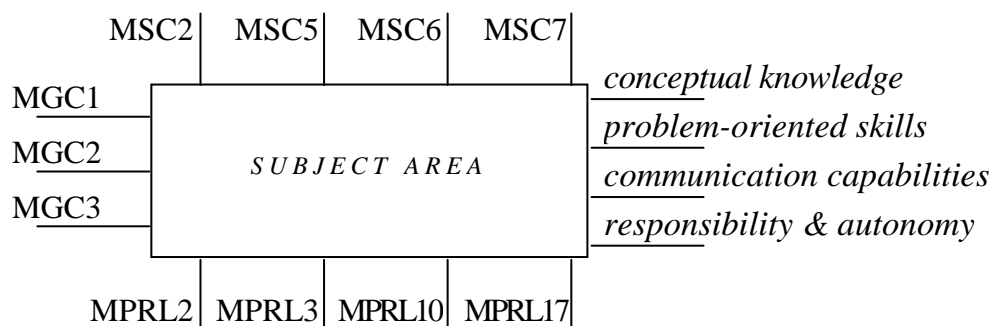 MSC2 MSC5 MSC6 MSC7
conceptual knowledge
MGC1
problem-oriented skills
MGC2
SUBJECT AREA
communication capabilities
MGC3
responsibility & autonomy
MPRL2 MPRL3 MPRL10 MPRL17